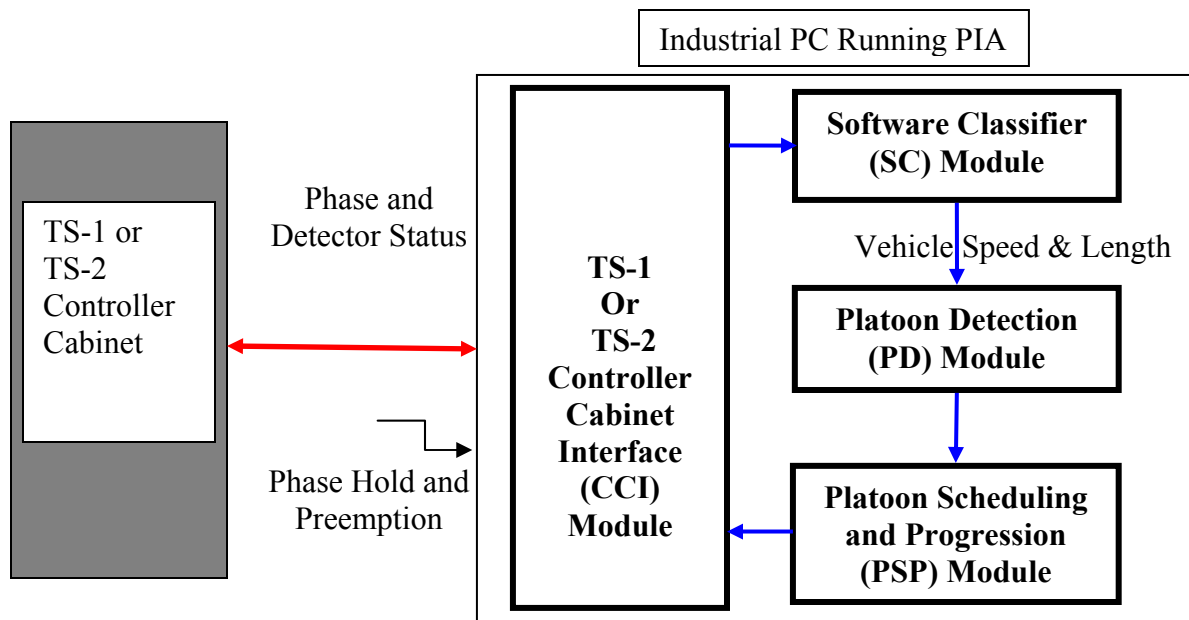 Industrial PC Running PIA
TS-1 or
TS-2
Controller
Cabinet
Phase and
Detector Status
Phase Hold and
Preemption
TS-1
Or
TS-2
Controller
Cabinet
Interface
(CCI)
Module
Software Classifier
(SC) Module
Vehicle Speed & Length
Platoon Detection
(PD) Module
Platoon Scheduling
and Progression
(PSP) Module